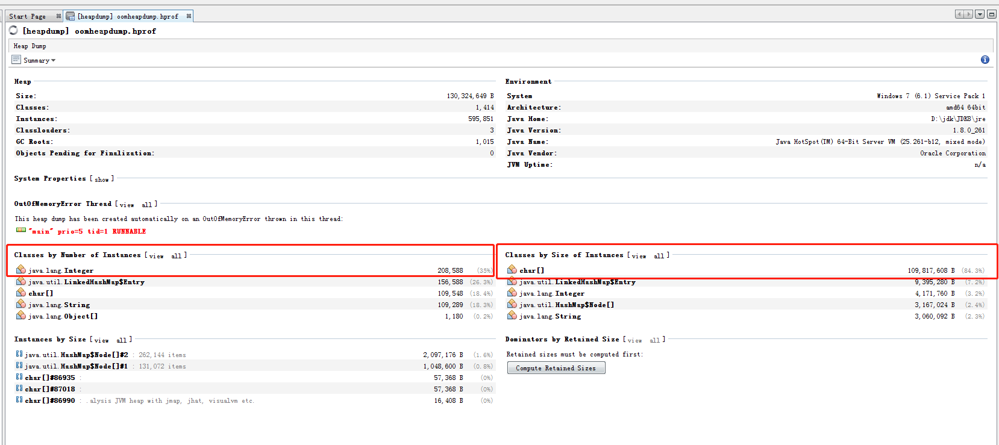 Start Page
[heapdump] oomheapdump.hprof
[heapdump] oomheapdump.hprof
Heap Dump
Summary
Heap
Size: 130,324,649 B
Classes: 1,414
Instances: 595,851
Classloaders: 3
GC Roots: 1,015
Objects Pending for Finalization: 0
Environment
System Windows 7 (6.1) Service Pack 1
Architecture: amd64 64bit
Java Home: D:\jdk\JDK8\jre
Java Version: 1.8.0_261
Java Name: Java HotSpot(TM) 64-Bit Server VM (25.261-b12, mixed mode)
Java Vendor: Oracle Corporation
JVM Uptime: n/a
System Properties [show]
OutOfMemoryError Thread [view all]
This heap dump has been created automatically on an OutOfMemoryError thrown in this thread:
"main" prio=5 tid=1 RUNNABLE
Classes by Number of Instances [view all]
java.lang.Integer 208,588 (35%)
java.util.LinkedHashMap$Entry 156,588 (26.3%)
char[] 109,548 (18.4%)
java.lang.String 109,289 (18.3%)
java.lang.Object[] 1,180 (0.2%)
Classes by Size of Instances [view all]
char[] 109,817,608 B (84.3%)
java.util.LinkedHashMap$Entry 9,395,280 B (7.2%)
java.lang.Integer 4,171,760 B (3.2%)
java.util.HashMap$Node[] 3,167,024 B (2.4%)
java.lang.String 3,060,092 B (2.3%)
Instances by Size [view all]
java.util.HashMap$Node[]#2 : 262,144 items 2,097,176 B (1.6%)
java.util.HashMap$Node[]#1 : 131,072 items 1,048,600 B (0.8%)
char[]#86935 : 57,368 B (0%)
char[]#87018 : 57,368 B (0%)
char[]#86990 : .alysis JVM heap with jmap, jhat, visualvm etc. 16,408 B (0%)
Dominators by Retained Size [view all]
Retained sizes must be computed first:
Compute Retained Sizes